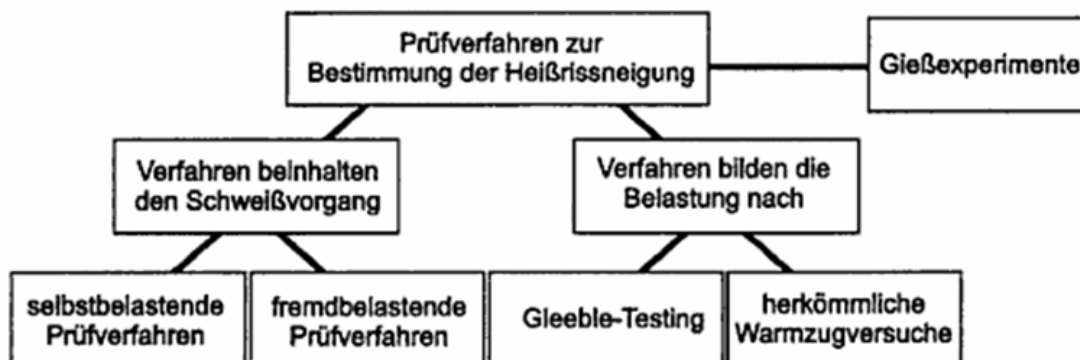 Prüfverfahren zur
Bestimmung der Heißrissneigung
Gießexperimente
Verfahren beinhalten
den Schweißvorgang
Verfahren bilden die
Belastung nach
selbstbelastende
Prüfverfahren
fremdbelastende
Prüfverfahren
Gleeble-Testing
herkömmliche
Warmzugversuche